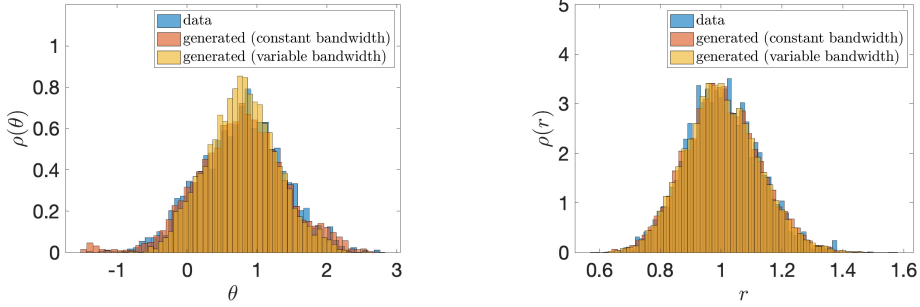 data
generated (constant bandwidth)
generated (variable bandwidth)
1
0.8
0.6
0.4
0.2
0
ρ(θ)
-1 0 1 2 3
θ
data
generated (constant bandwidth)
generated (variable bandwidth)
5
4
3
2
1
0
ρ(r)
0.6 0.8 1 1.2 1.4 1.6
r